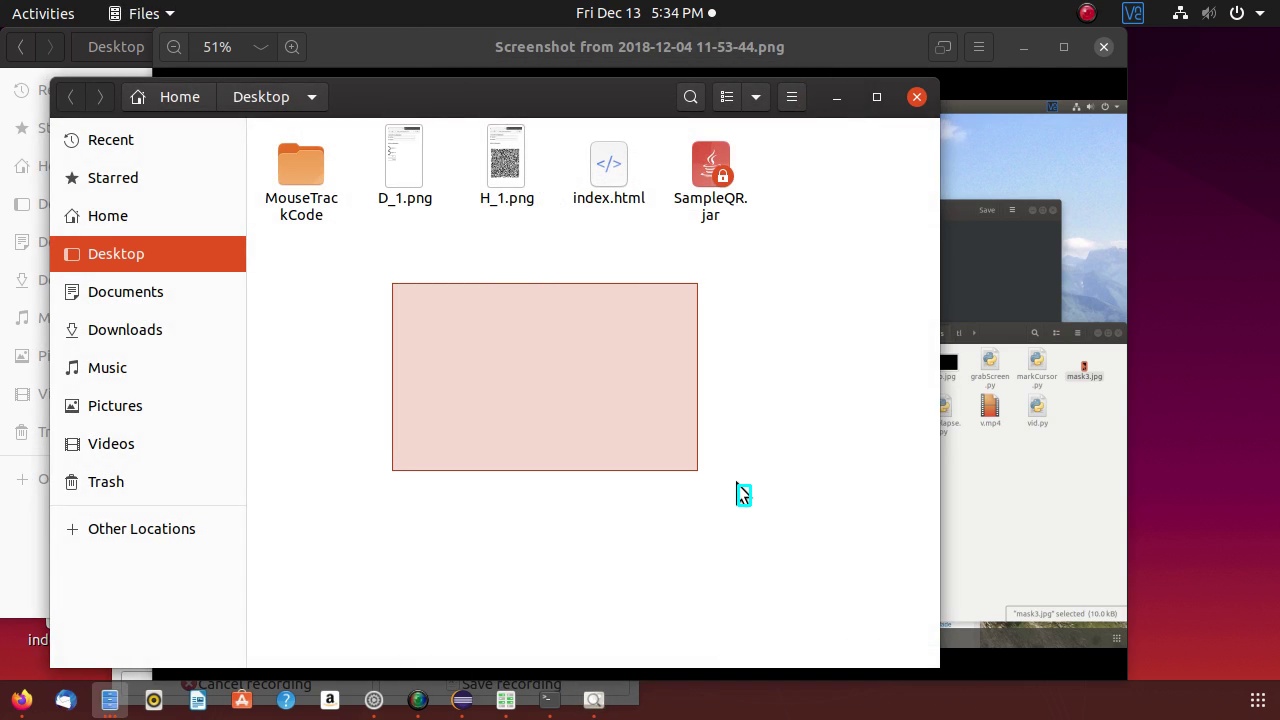 Activities
Files
Fri Dec 13 5:34 PM
Desktop
51%
Screenshot from 2018-12-04 11-53-44.png
Home
Desktop
Recent
Starred
Home
Desktop
Documents
Downloads
Music
Pictures
Videos
Trash
Other Locations
MouseTrac
kCode
D_1.png
H_1.png
index.html
SampleQR.
jar
Save
grabScreen
.py
markCursor
.py
mask3.jpg
v.mp4
vid.py
"mask3.jpg" selected (10.0 kB)
Cancel recording
Save recording